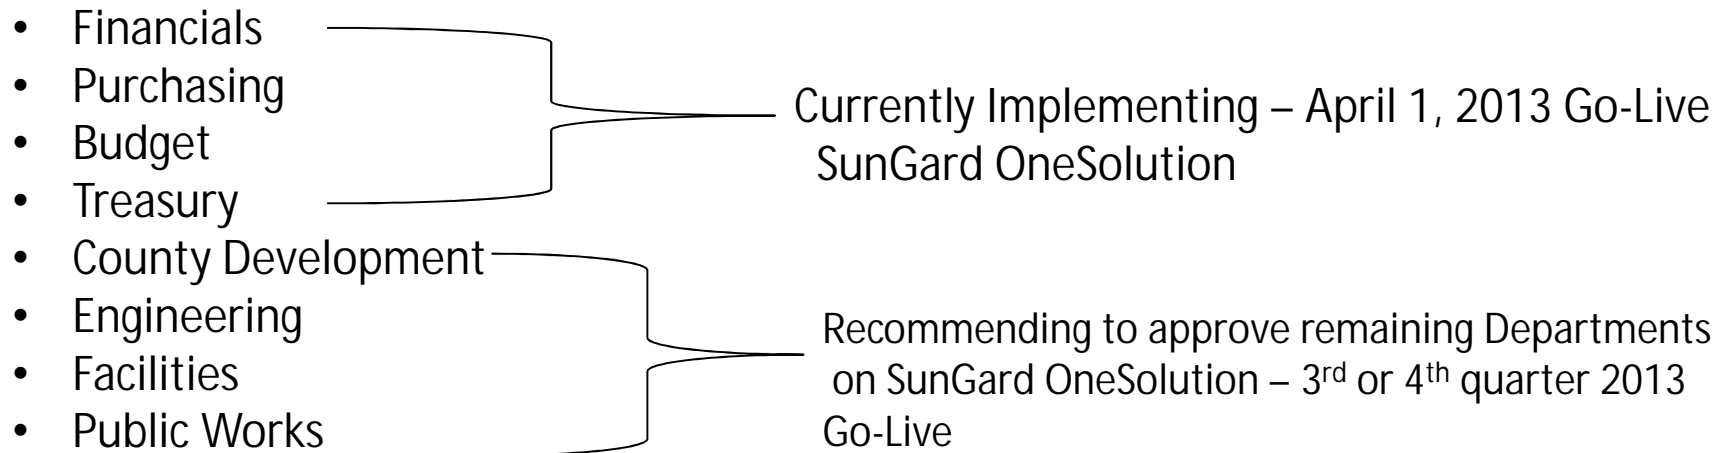 • Financials
• Purchasing
• Budget
• Treasury
• County Development
• Engineering
• Facilities
• Public Works
Currently Implementing – April 1, 2013 Go-Live
SunGard OneSolution
Recommending to approve remaining Departments
on SunGard OneSolution – 3rd or 4th quarter 2013
Go-Live